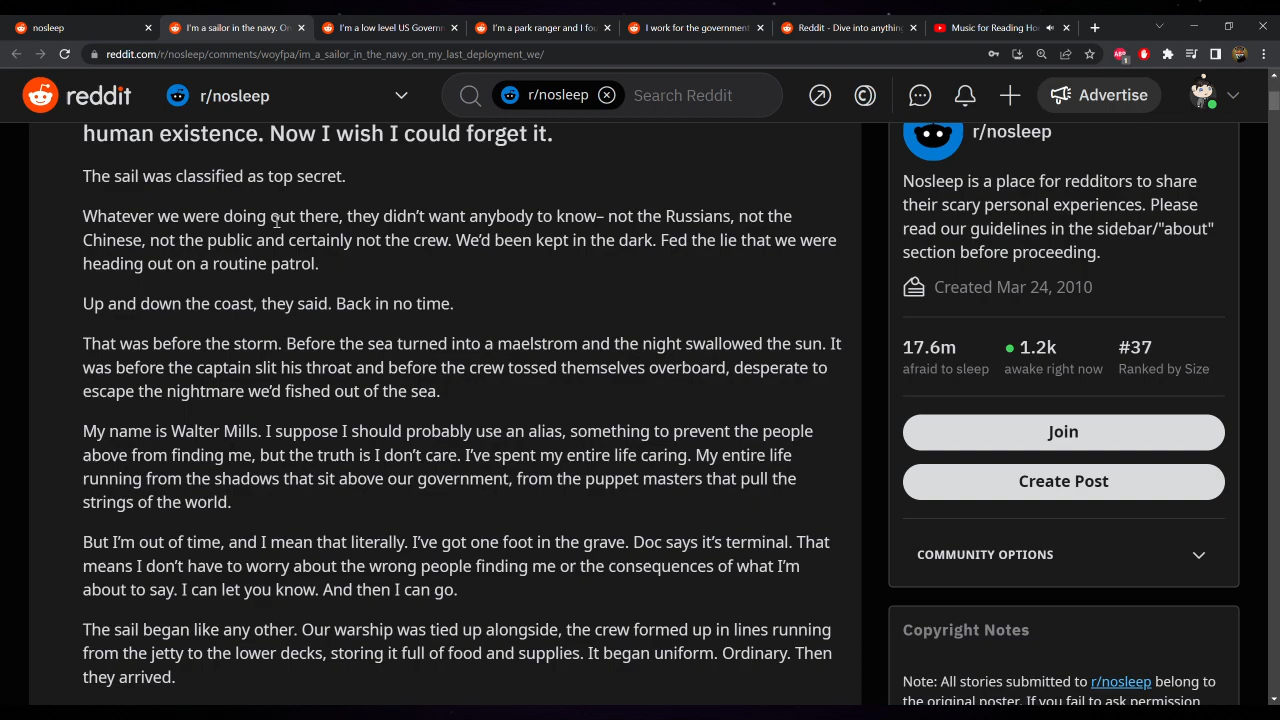 nosleep
I'm a sailor in the navy. On
I'm a low level US Governm
I'm a park ranger and I fou
I work for the government
Reddit - Dive into anything
Music for Reading Ho
reddit.com/r/nosleep/comments/woyfpa/im_a_sailor_in_the_navy_on_my_last_deployment_we/
reddit
r/nosleep
r/nosleep
Search Reddit
Advertise
human existence. Now I wish I could forget it.
The sail was classified as top secret.
Whatever we were doing out there, they didn't want anybody to know– not the Russians, not the
Chinese, not the public and certainly not the crew. We'd been kept in the dark. Fed the lie that we were
heading out on a routine patrol.
Up and down the coast, they said. Back in no time.
That was before the storm. Before the sea turned into a maelstrom and the night swallowed the sun. It
was before the captain slit his throat and before the crew tossed themselves overboard, desperate to
escape the nightmare we'd fished out of the sea.
My name is Walter Mills. I suppose I should probably use an alias, something to prevent the people
above from finding me, but the truth is I don't care. I've spent my entire life caring. My entire life
running from the shadows that sit above our government, from the puppet masters that pull the
strings of the world.
But I'm out of time, and I mean that literally. I've got one foot in the grave. Doc says it's terminal. That
means I don't have to worry about the wrong people finding me or the consequences of what I'm
about to say. I can let you know. And then I can go.
The sail began like any other. Our warship was tied up alongside, the crew formed up in lines running
from the jetty to the lower decks, storing it full of food and supplies. It began uniform. Ordinary. Then
they arrived.
r/nosleep
Nosleep is a place for redditors to share
their scary personal experiences. Please
read our guidelines in the sidebar/"about"
section before proceeding.
Created Mar 24, 2010
17.6m
1.2k
#37
afraid to sleep
awake right now
Ranked by Size
Join
Create Post
COMMUNITY OPTIONS
Copyright Notes
Note: All stories submitted to r/nosleep belong to
the original poster. If you fail to ask permission